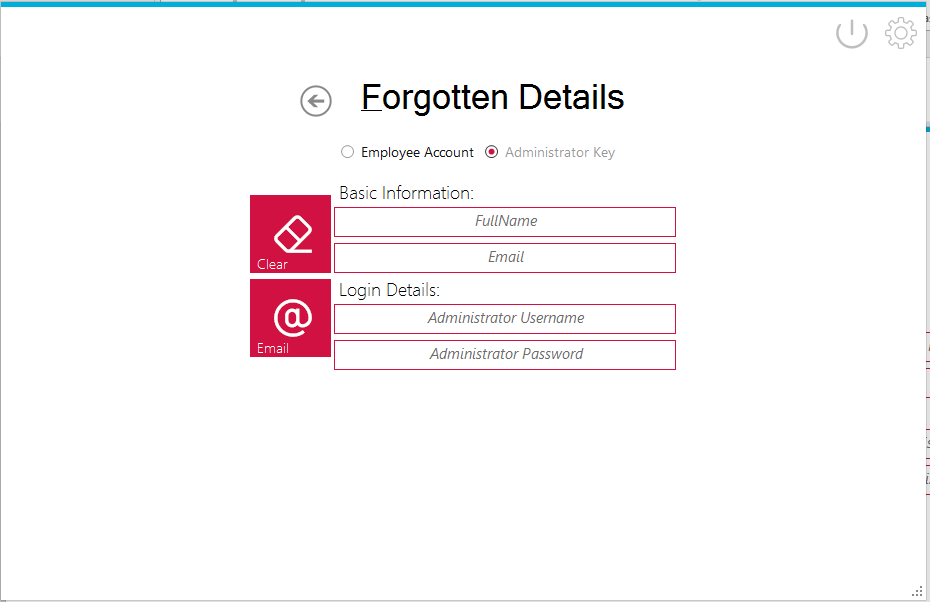 Forgotten Details
Employee Account Administrator Key
Basic Information:
FullName
Clear
Email
Login Details:
Administrator Username
Email
Administrator Password